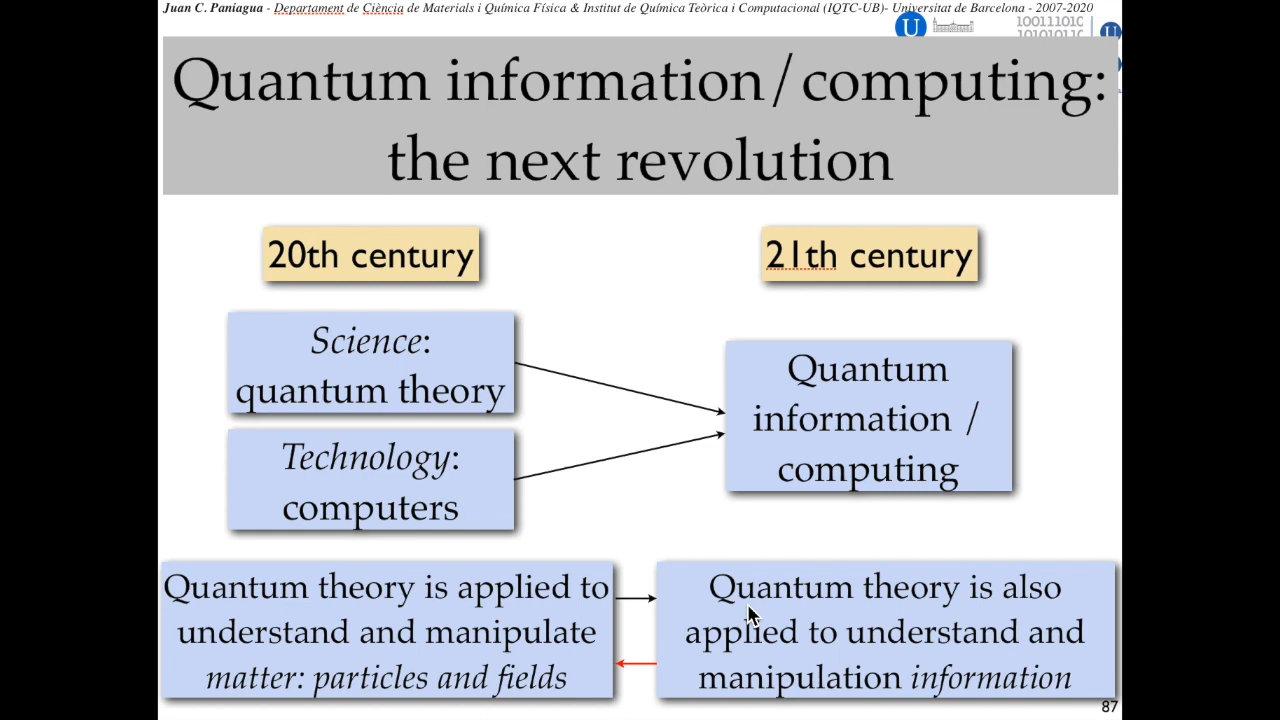 Juan C. Paniagua - Departament de Ciència de Materials i Química Física & Institut de Química Teòrica i Computacional (IQTC-UB)- Universitat de Barcelona - 2007-2020
U
100111010
101010110
U
Quantum information/computing:
the next revolution
20th century
21th century
Science:
quantum theory
Technology:
computers
Quantum
information /
computing
Quantum theory is applied to
understand and manipulate
matter: particles and fields
Quantum theory is also
applied to understand and
manipulation information
87